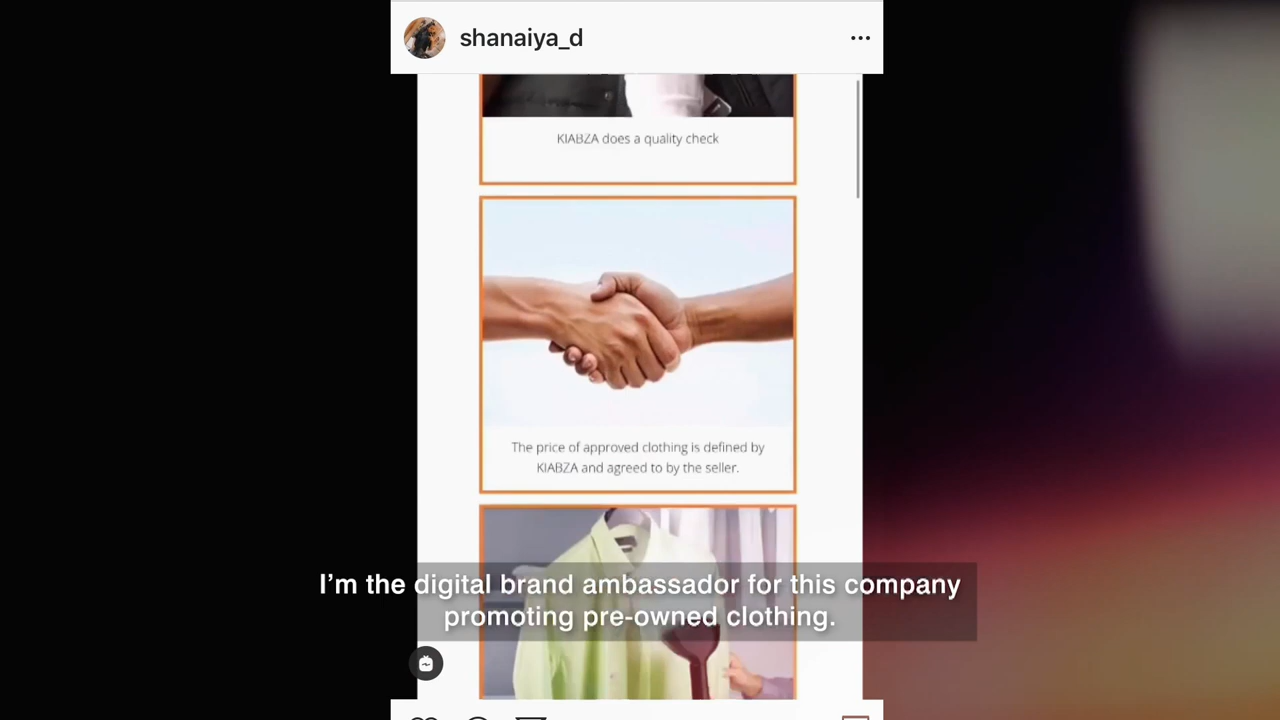 shanaiya_d
KIABZA does a quality check
The price of approved clothing is defined by
KIABZA and agreed to by the seller.
I'm the digital brand ambassador for this company
promoting pre-owned clothing.